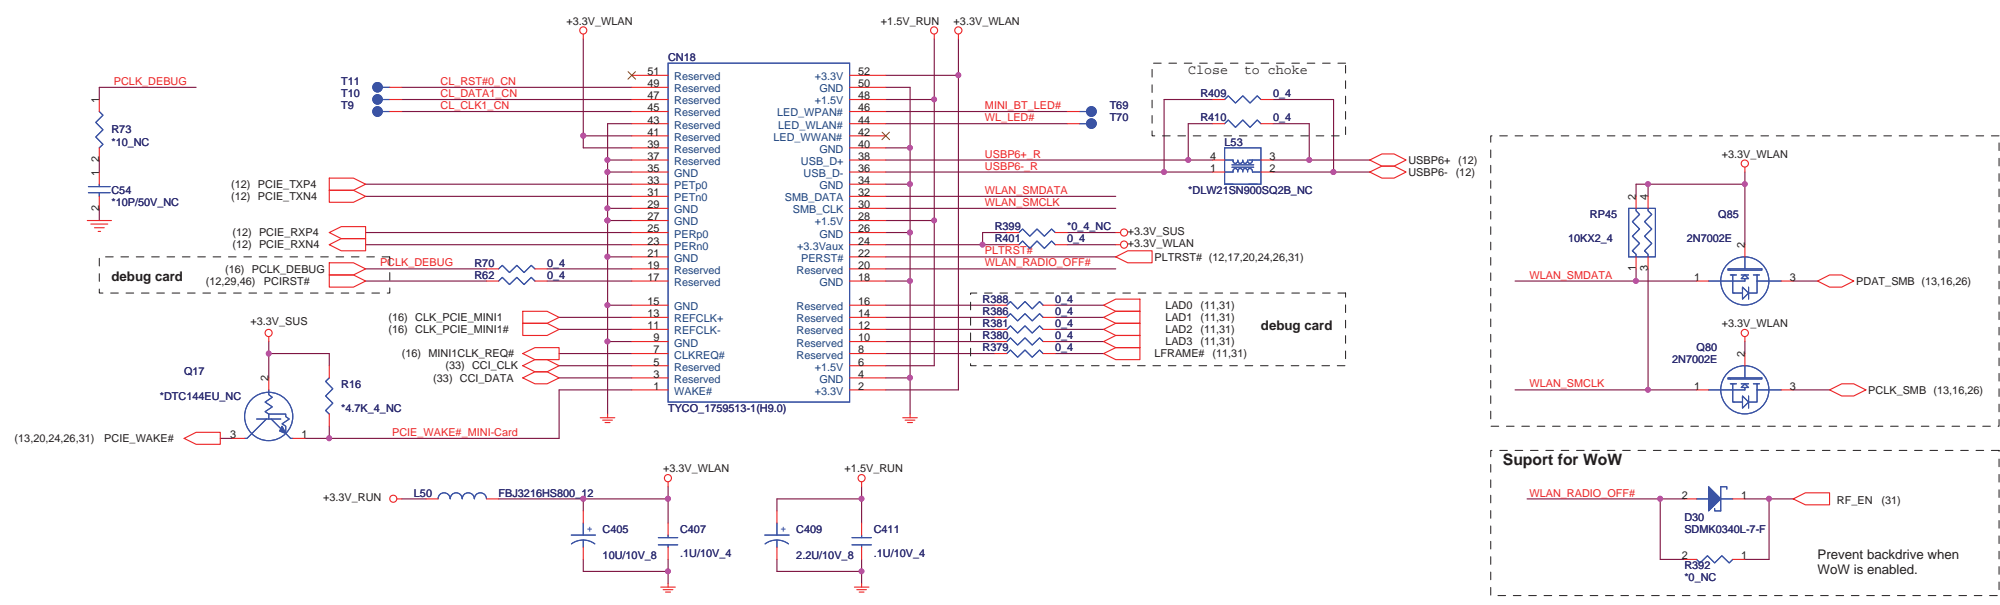 +3.3V_WLAN
+1.5V_RUN
+3.3V_WLAN
PCLK_DEBUG
1
R73
*10_NC
2
1
C54
*10P/50V_NC
2
T11
T10
T9
CL_RST#0_CN
CL_DATA1_CN
CL_CLK1_CN
CN18
51 Reserved
49 Reserved
47 Reserved
45 Reserved
43 Reserved
41 Reserved
39 Reserved
37 Reserved
35 GND
33 PETp0
31 PETn0
29 GND
27 GND
25 PERp0
23 PERn0
21 GND
19 Reserved
17 Reserved
15 GND
13 REFCLK+
11 REFCLK-
9 GND
7 CLKREQ#
5 Reserved
3 Reserved
1 WAKE#
+3.3V 52
GND 50
+1.5V 48
LED_WPAN# 46
LED_WLAN# 44
LED_WWAN# 42
GND 40
USB_D+ 38
USB_D- 36
GND 34
SMB_DATA 32
SMB_CLK 30
+1.5V 28
GND 26
+3.3Vaux 24
PERST# 22
Reserved 20
GND 18
Reserved 16
Reserved 14
Reserved 12
Reserved 10
Reserved 8
+1.5V 6
GND 4
+3.3V 2
TYCO_1759513-1(H9.0)
(12) PCIE_TXP4
(12) PCIE_TXN4
(12) PCIE_RXP4
(12) PCIE_RXN4
debug card
(16) PCLK_DEBUG
(12,29,46) PCIRST#
PCLK_DEBUG
R70 0_4
R62 0_4
(16) CLK_PCIE_MINI1
(16) CLK_PCIE_MINI1#
(16) MINI1CLK_REQ#
(33) CCI_CLK
(33) CCI_DATA
+3.3V_SUS
Q17
*DTC144EU_NC
2
3
1
R16
*4.7K_4_NC
(13,20,24,26,31) PCIE_WAKE#
PCIE_WAKE#_MINI-Card
MINI_BT_LED#
WL_LED#
T69
T70
Close to choke
R409 0_4
R410 0_4
L53
4 3
1 2
*DLW21SN900SQ2B_NC
USBP6+_R
USBP6-_R
USBP6+ (12)
USBP6- (12)
WLAN_SMDATA
WLAN_SMCLK
R399 *0_4_NC +3.3V_SUS
R401 0_4 +3.3V_WLAN
PLTRST#
PLTRST# (12,17,20,24,26,31)
WLAN_RADIO_OFF#
R388 0_4 LAD0 (11,31)
R386 0_4 LAD1 (11,31)
R381 0_4 LAD2 (11,31)
R380 0_4 LAD3 (11,31)
R379 0_4 LFRAME# (11,31)
debug card
+3.3V_RUN
L50
FBJ3216HS800_12
+3.3V_WLAN
+
C405
10U/10V_8
C407
.1U/10V_4
+1.5V_RUN
+
C409
2.2U/10V_8
C411
.1U/10V_4
+3.3V_WLAN
RP45
10KX2_4
2 4
1 3
Q85
2N7002E
2
WLAN_SMDATA
1 3
PDAT_SMB (13,16,26)
+3.3V_WLAN
Q80
2N7002E
2
WLAN_SMCLK
1 3
PCLK_SMB (13,16,26)
Suport for WoW
WLAN_RADIO_OFF#
2 1
D30
SDMK0340L-7-F
RF_EN (31)
2 1
R392
*0_NC
Prevent backdrive when
WoW is enabled.